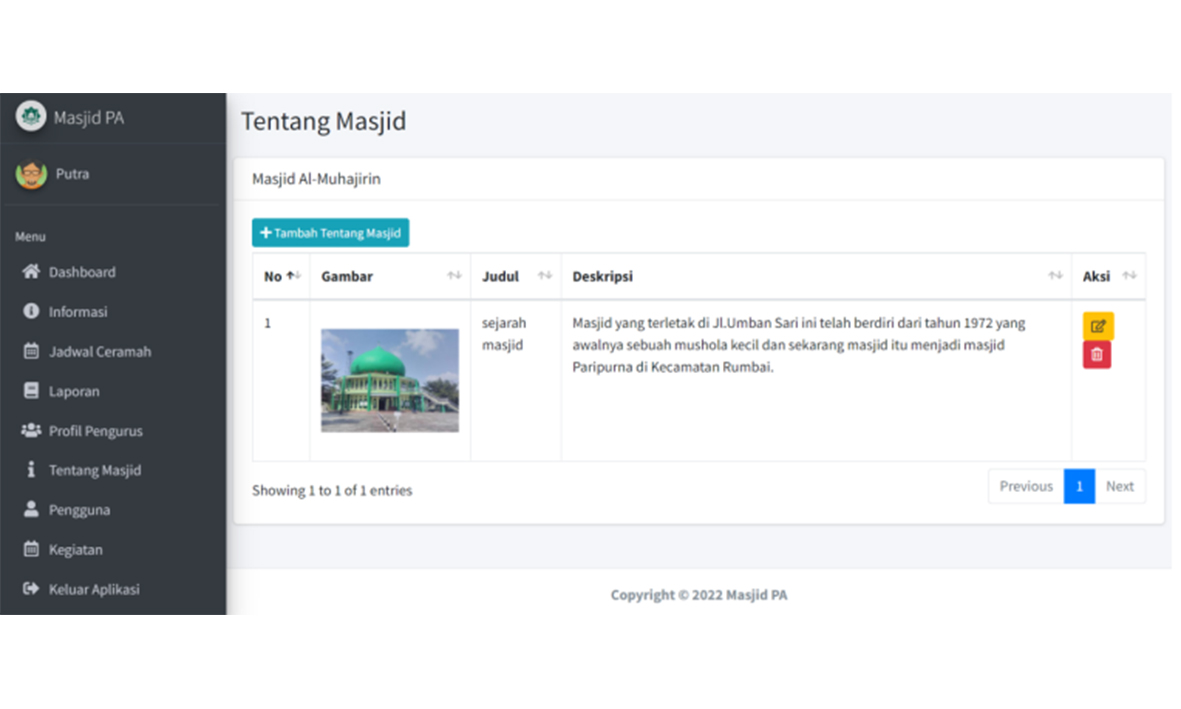 Masjid PA
Putra
Menu
Dashboard
Informasi
Jadwal Ceramah
Laporan
Profil Pengurus
Tentang Masjid
Pengguna
Kegiatan
Keluar Aplikasi
Tentang Masjid
Masjid Al-Muhajirin
Tambah Tentang Masjid
No Gambar Judul Deskripsi Aksi
1
sejarah
masjid
Masjid yang terletak di Jl.Umban Sari ini telah berdiri dari tahun 1972 yang
awalnya sebuah mushola kecil dan sekarang masjid itu menjadi masjid
Paripurna di Kecamatan Rumbai.
Showing 1 to 1 of 1 entries
Previous 1 Next
Copyright © 2022 Masjid PA